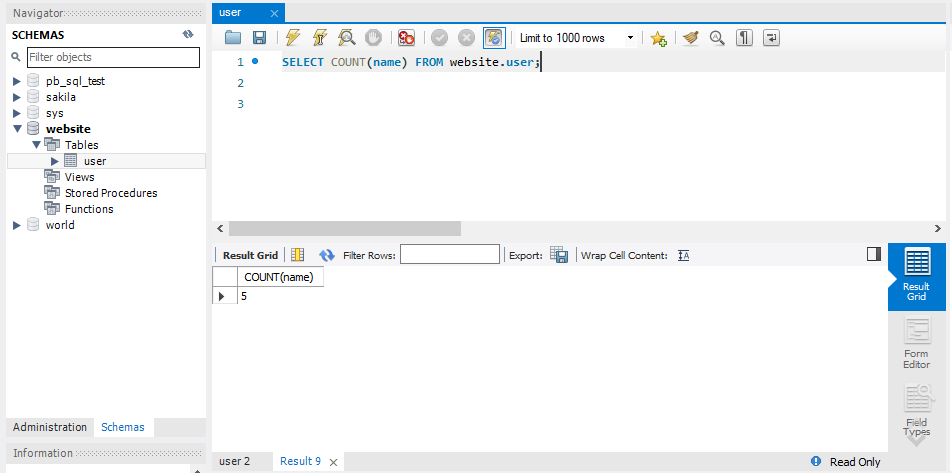 Navigator
SCHEMAS
Filter objects
pb_sql_test
sakila
sys
website
Tables
user
Views
Stored Procedures
Functions
world
Administration Schemas
Information
user
Limit to 1000 rows
1 SELECT COUNT(name) FROM website.user;
2
3
Result Grid Filter Rows: Export: Wrap Cell Content:
COUNT(name)
5
Result Grid
Form Editor
Field Types
user 2 Result 9 Read Only